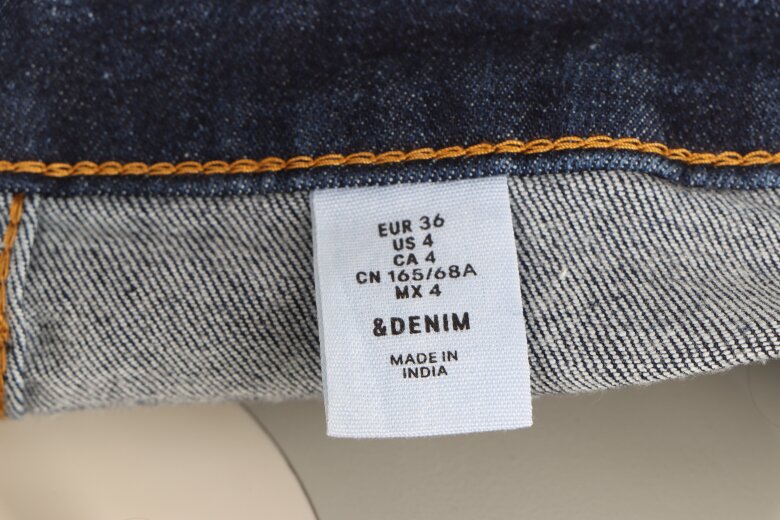 EUR 36
US 4
CA 4
CN 165/68A
MX 4
&DENIM
MADE IN
INDIA